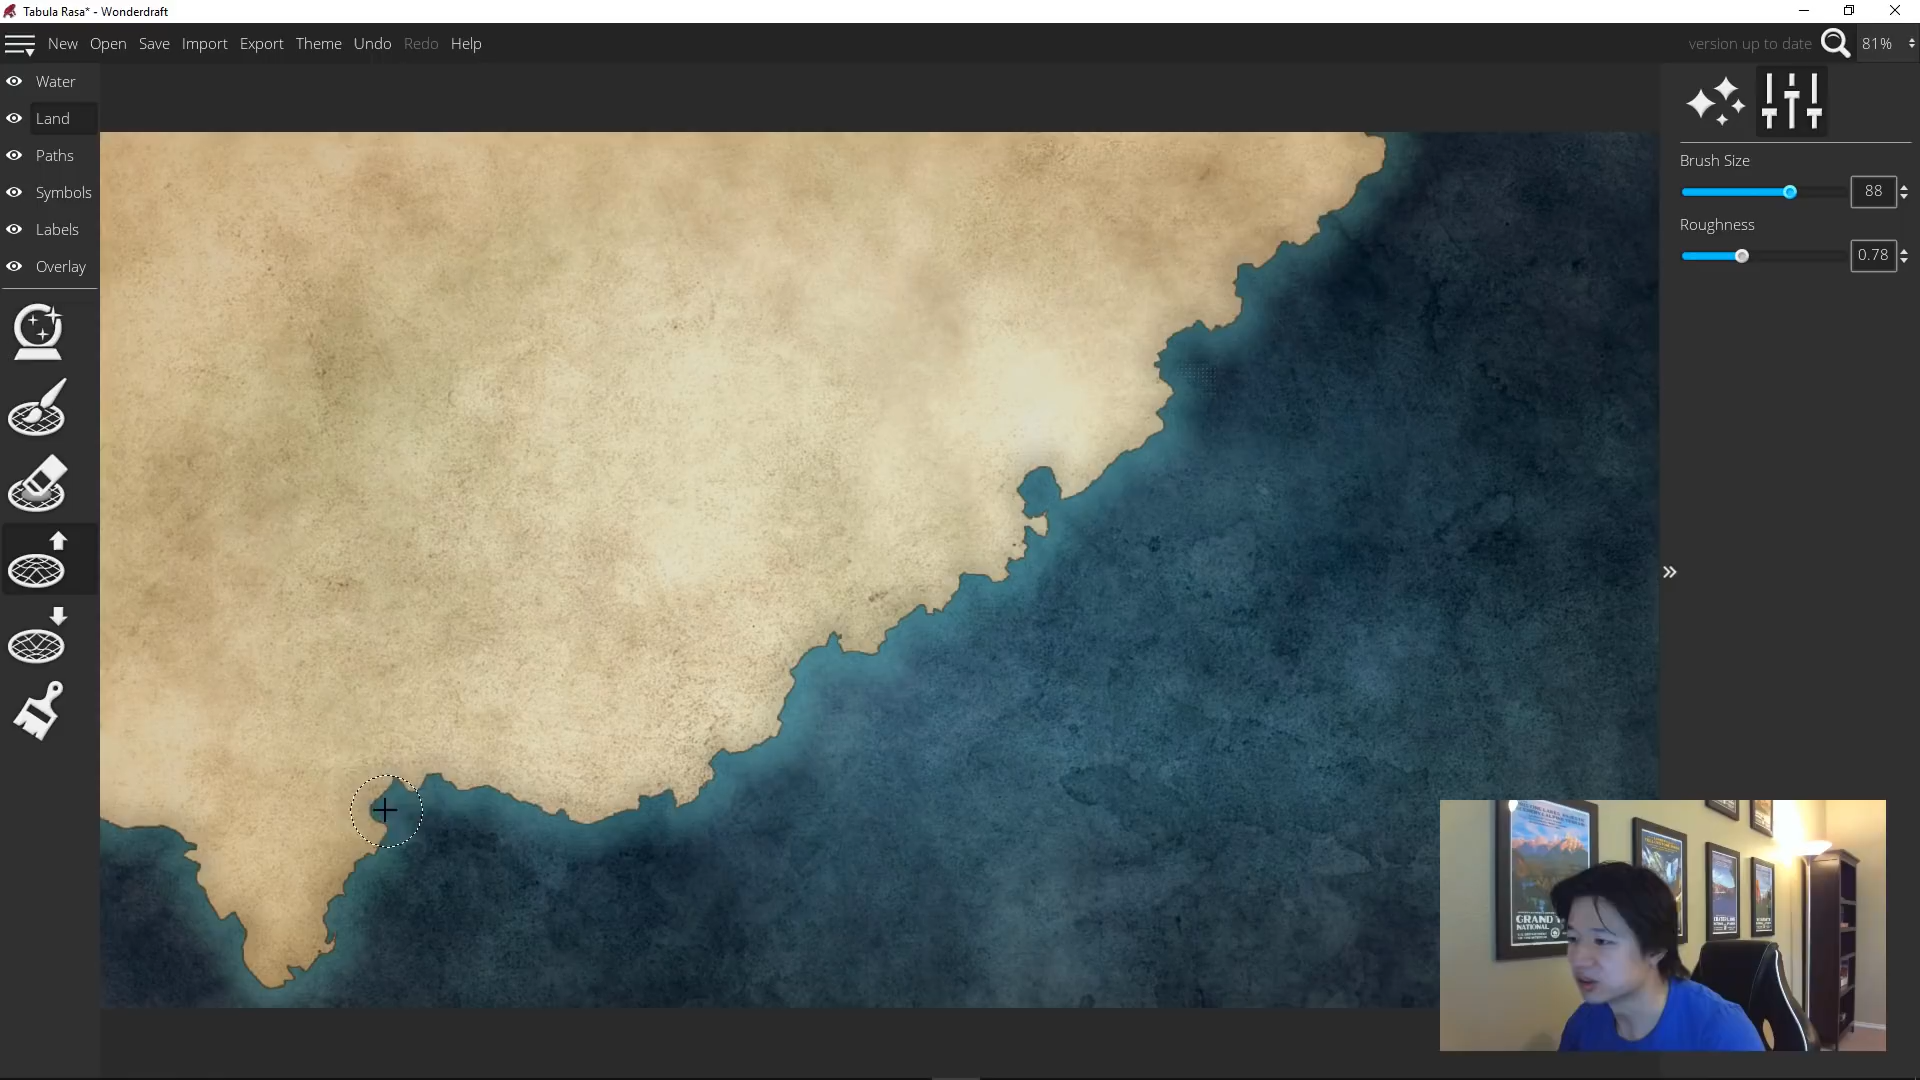 Tabula Rasa* - Wonderdraft
New Open Save Import Export Theme Undo Redo Help
version up to date 81%
Water
Land
Paths
Symbols
Labels
Overlay
Brush Size
88
Roughness
0.78
GRAND
NATIONAL